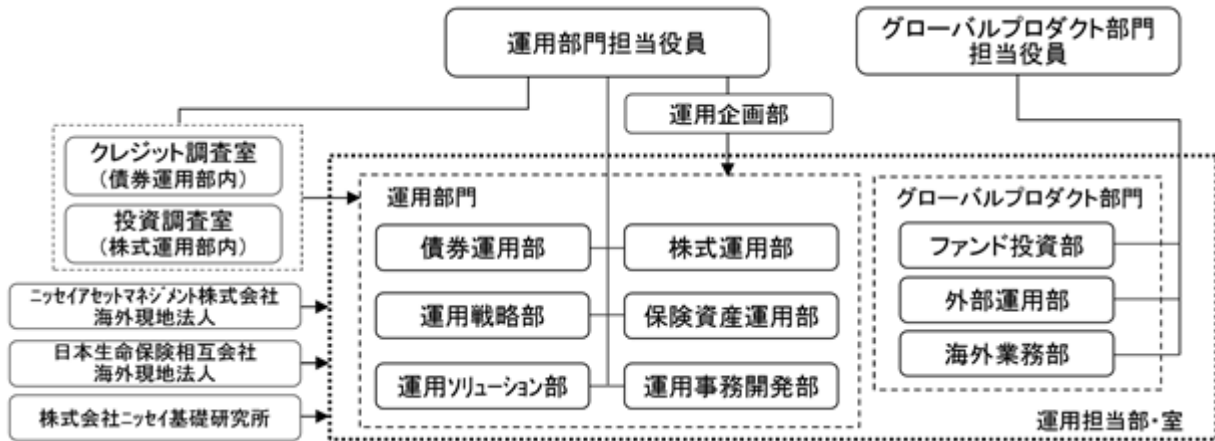 運用部門担当役員
グローバルプロダクト部門
担当役員
運用企画部
クレジット調査室
(債券運用部内)
投資調査室
(株式運用部内)
運用部門
債券運用部
株式運用部
運用戦略部
保険資産運用部
運用ソリューション部
運用事務開発部
グローバルプロダクト部門
ファンド投資部
外部運用部
海外業務部
ニッセイアセットマネジメント株式会社
海外現地法人
日本生命保険相互会社
海外現地法人
株式会社ニッセイ基礎研究所
運用担当部・室